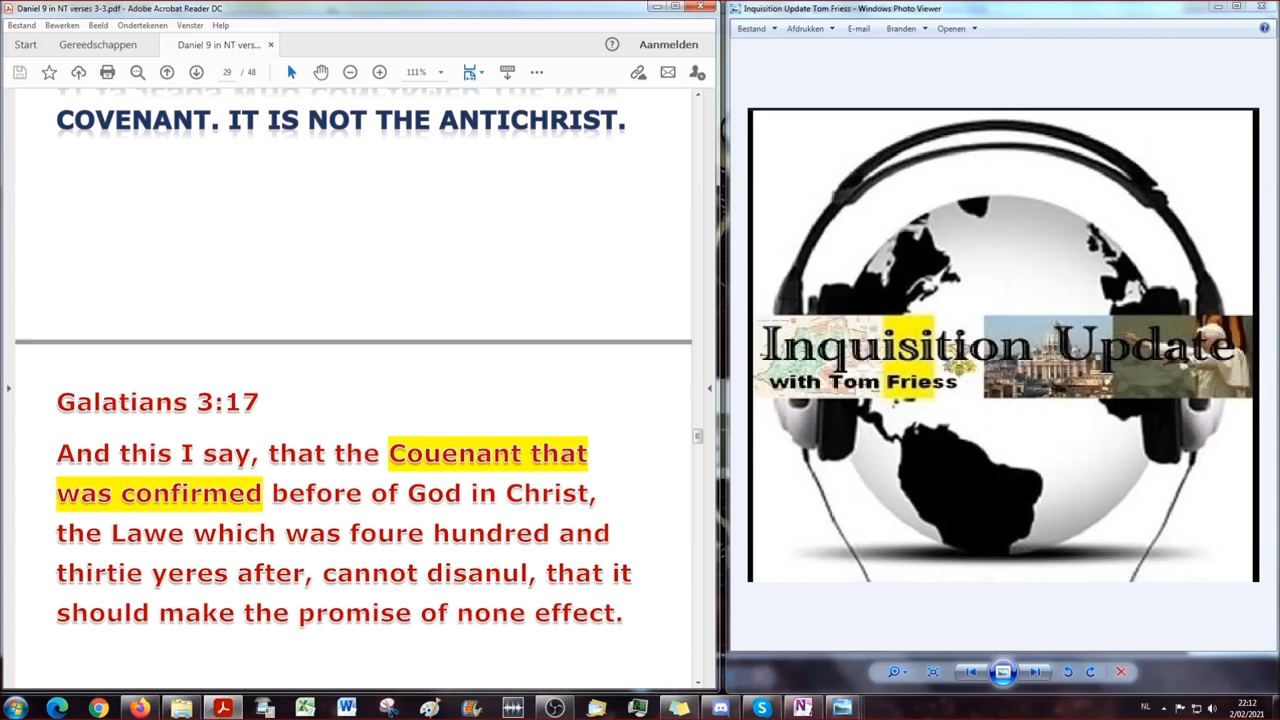 Daniel 9 in NT verses 3-3.pdf - Adobe Acrobat Reader DC
Bestand Bewerken Beeld Ondertekenen Venster Help
Start Gereedschappen Daniel 9 in NT vers... × Aanmelden
29 / 48 111%
COVENANT. IT IS NOT THE ANTICHRIST.
Galatians 3:17
And this I say, that the Couenant that
was confirmed before of God in Christ,
the Lawe which was foure hundred and
thirtie yeres after, cannot disanul, that it
should make the promise of none effect.
Inquisition Update Tom Friess - Windows Photo Viewer
Bestand Afdrukken E-mail Branden Openen
Inquisition Update
with Tom Friess
NL 22:12
2/02/2021